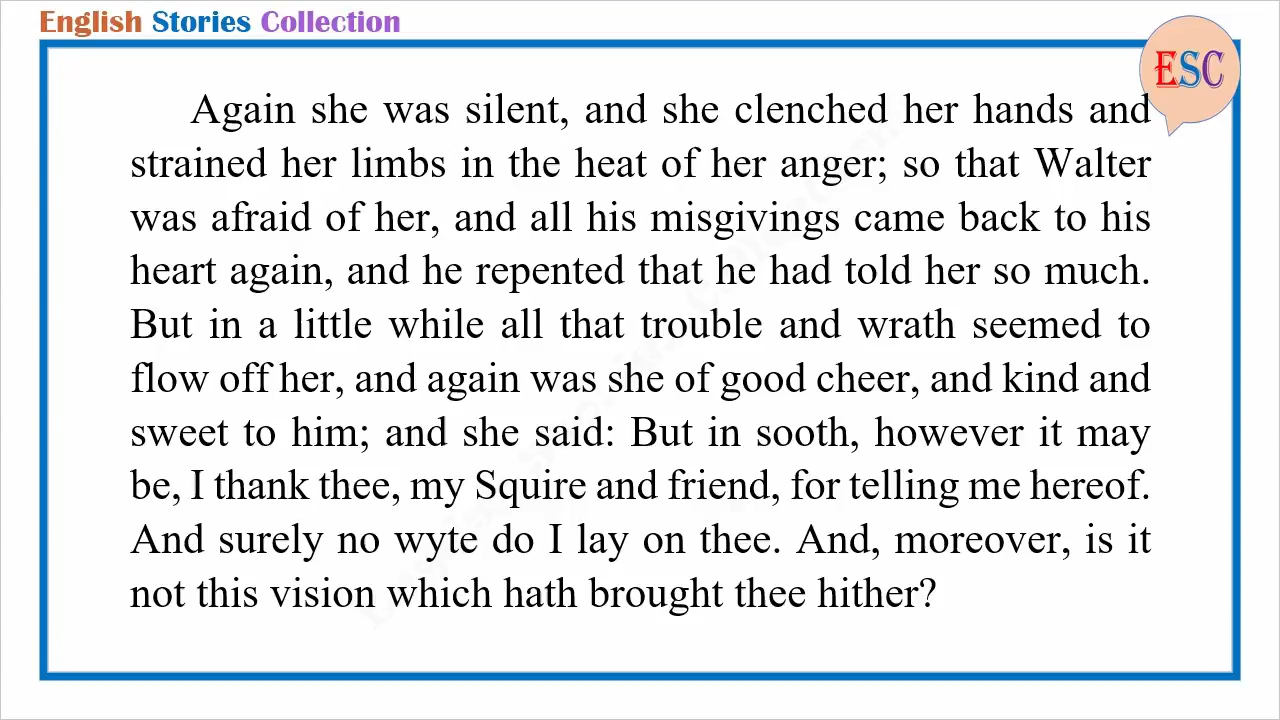 English Stories Collection
ESC
Again she was silent, and she clenched her hands and
strained her limbs in the heat of her anger; so that Walter
was afraid of her, and all his misgivings came back to his
heart again, and he repented that he had told her so much.
But in a little while all that trouble and wrath seemed to
flow off her, and again was she of good cheer, and kind and
sweet to him; and she said: But in sooth, however it may
be, I thank thee, my Squire and friend, for telling me hereof.
And surely no wyte do I lay on thee. And, moreover, is it
not this vision which hath brought thee hither?